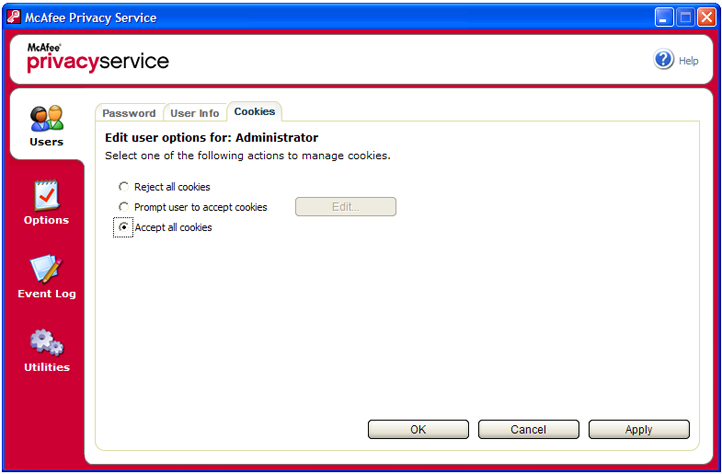 McAfee Privacy Service
McAfee®
privacyservice
? Help
Users
Options
Event Log
Utilities
Password User Info Cookies
Edit user options for: Administrator
Select one of the following actions to manage cookies.
Reject all cookies
Prompt user to accept cookies Edit...
Accept all cookies
OK Cancel Apply